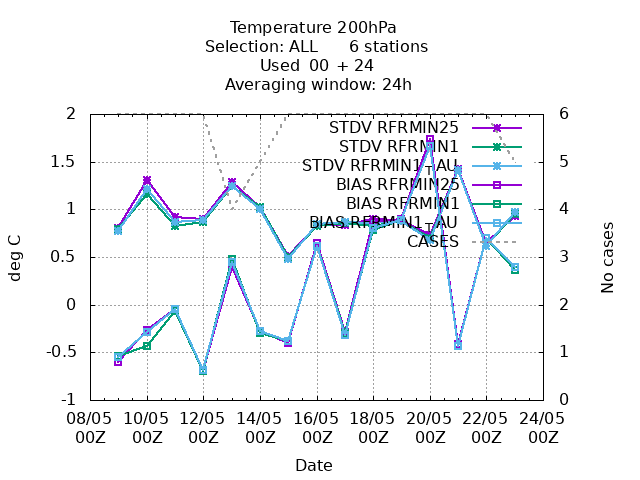 Temperature 200hPa
Selection: ALL 6 stations
Used 00 + 24
Averaging window: 24h
STDV RFRMIN25
STDV RFRMIN1
STDV RFRMIN1_AU
BIAS RFRMIN25
BIAS RFRMIN1
BIAS RFRMIN1_AU
CASES
deg C
2
1.5
1
0.5
0
-0.5
-1
No cases
6
5
4
3
2
1
0
08/05 10/05 12/05 14/05 16/05 18/05 20/05 22/05 24/05
00Z 00Z 00Z 00Z 00Z 00Z 00Z 00Z 00Z
Date